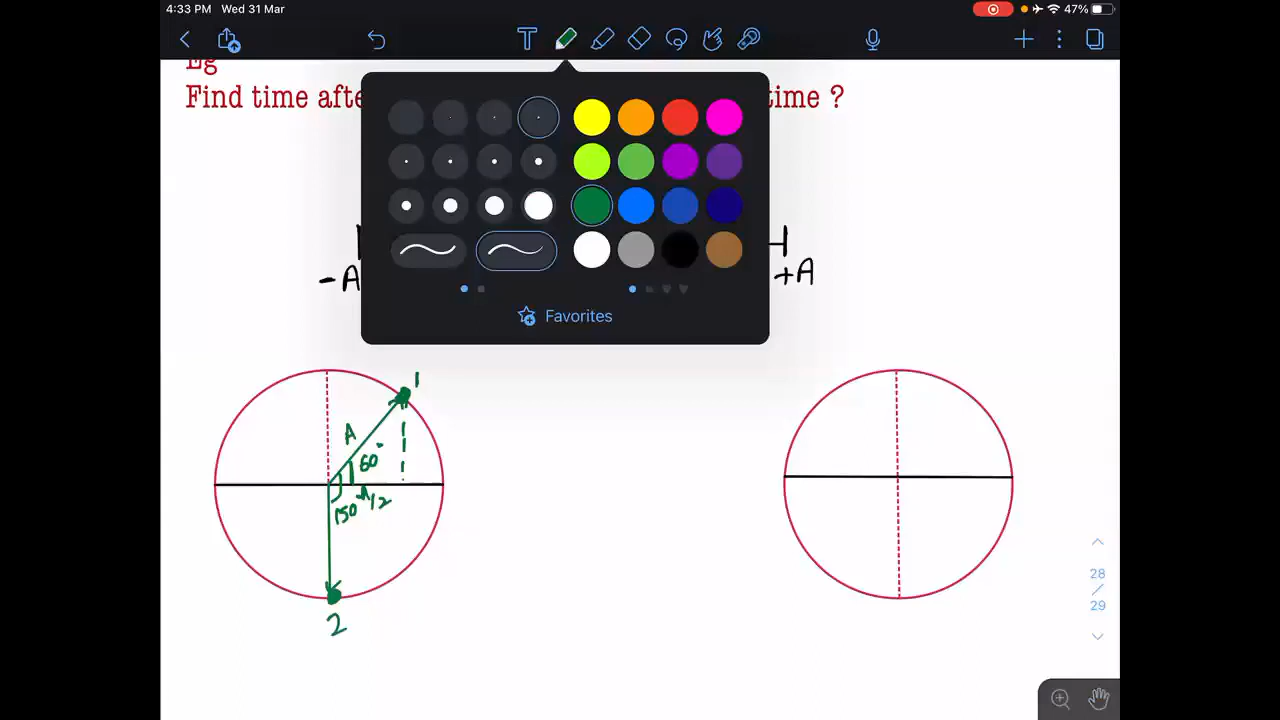 4:33 PM Wed 31 Mar
47%
T
Eg
Find time afte
time ?
-A
+A
Favorites
1
A
60°
A/2
150°
2
28
/
29